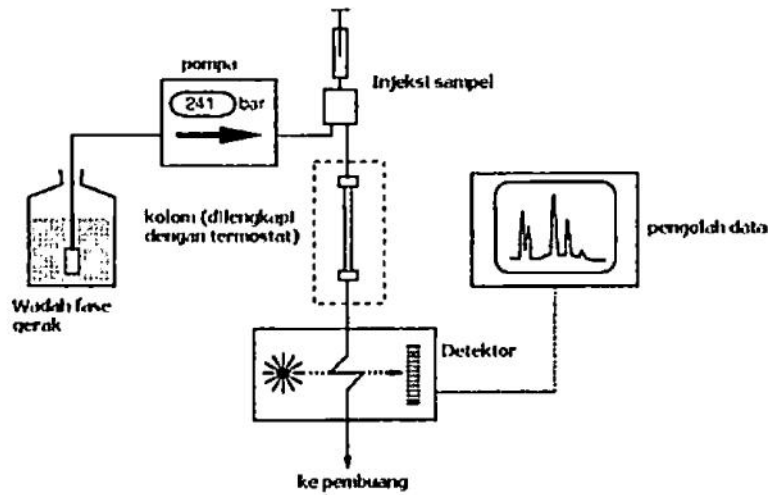 pompa
241 bar
Injeksi sampel
kolom (dilengkapi
dengan termostat)
pengolah data
Wadah fase
gerak
Detektor
ke pembuang